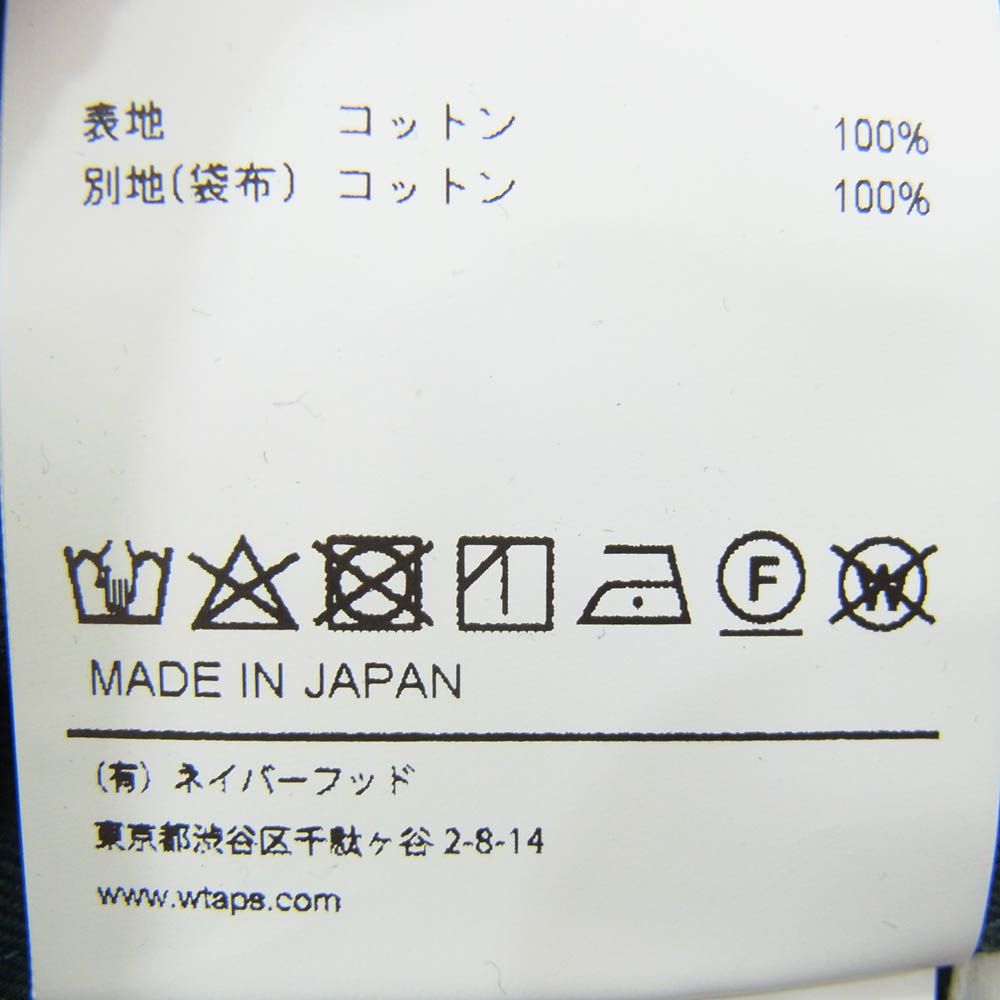 表地 コットン 100%
別地(袋布) コットン 100%
F W
MADE IN JAPAN
(有) ネイバーフッド
東京都渋谷区千駄ヶ谷 2-8-14
www.wtaps.com